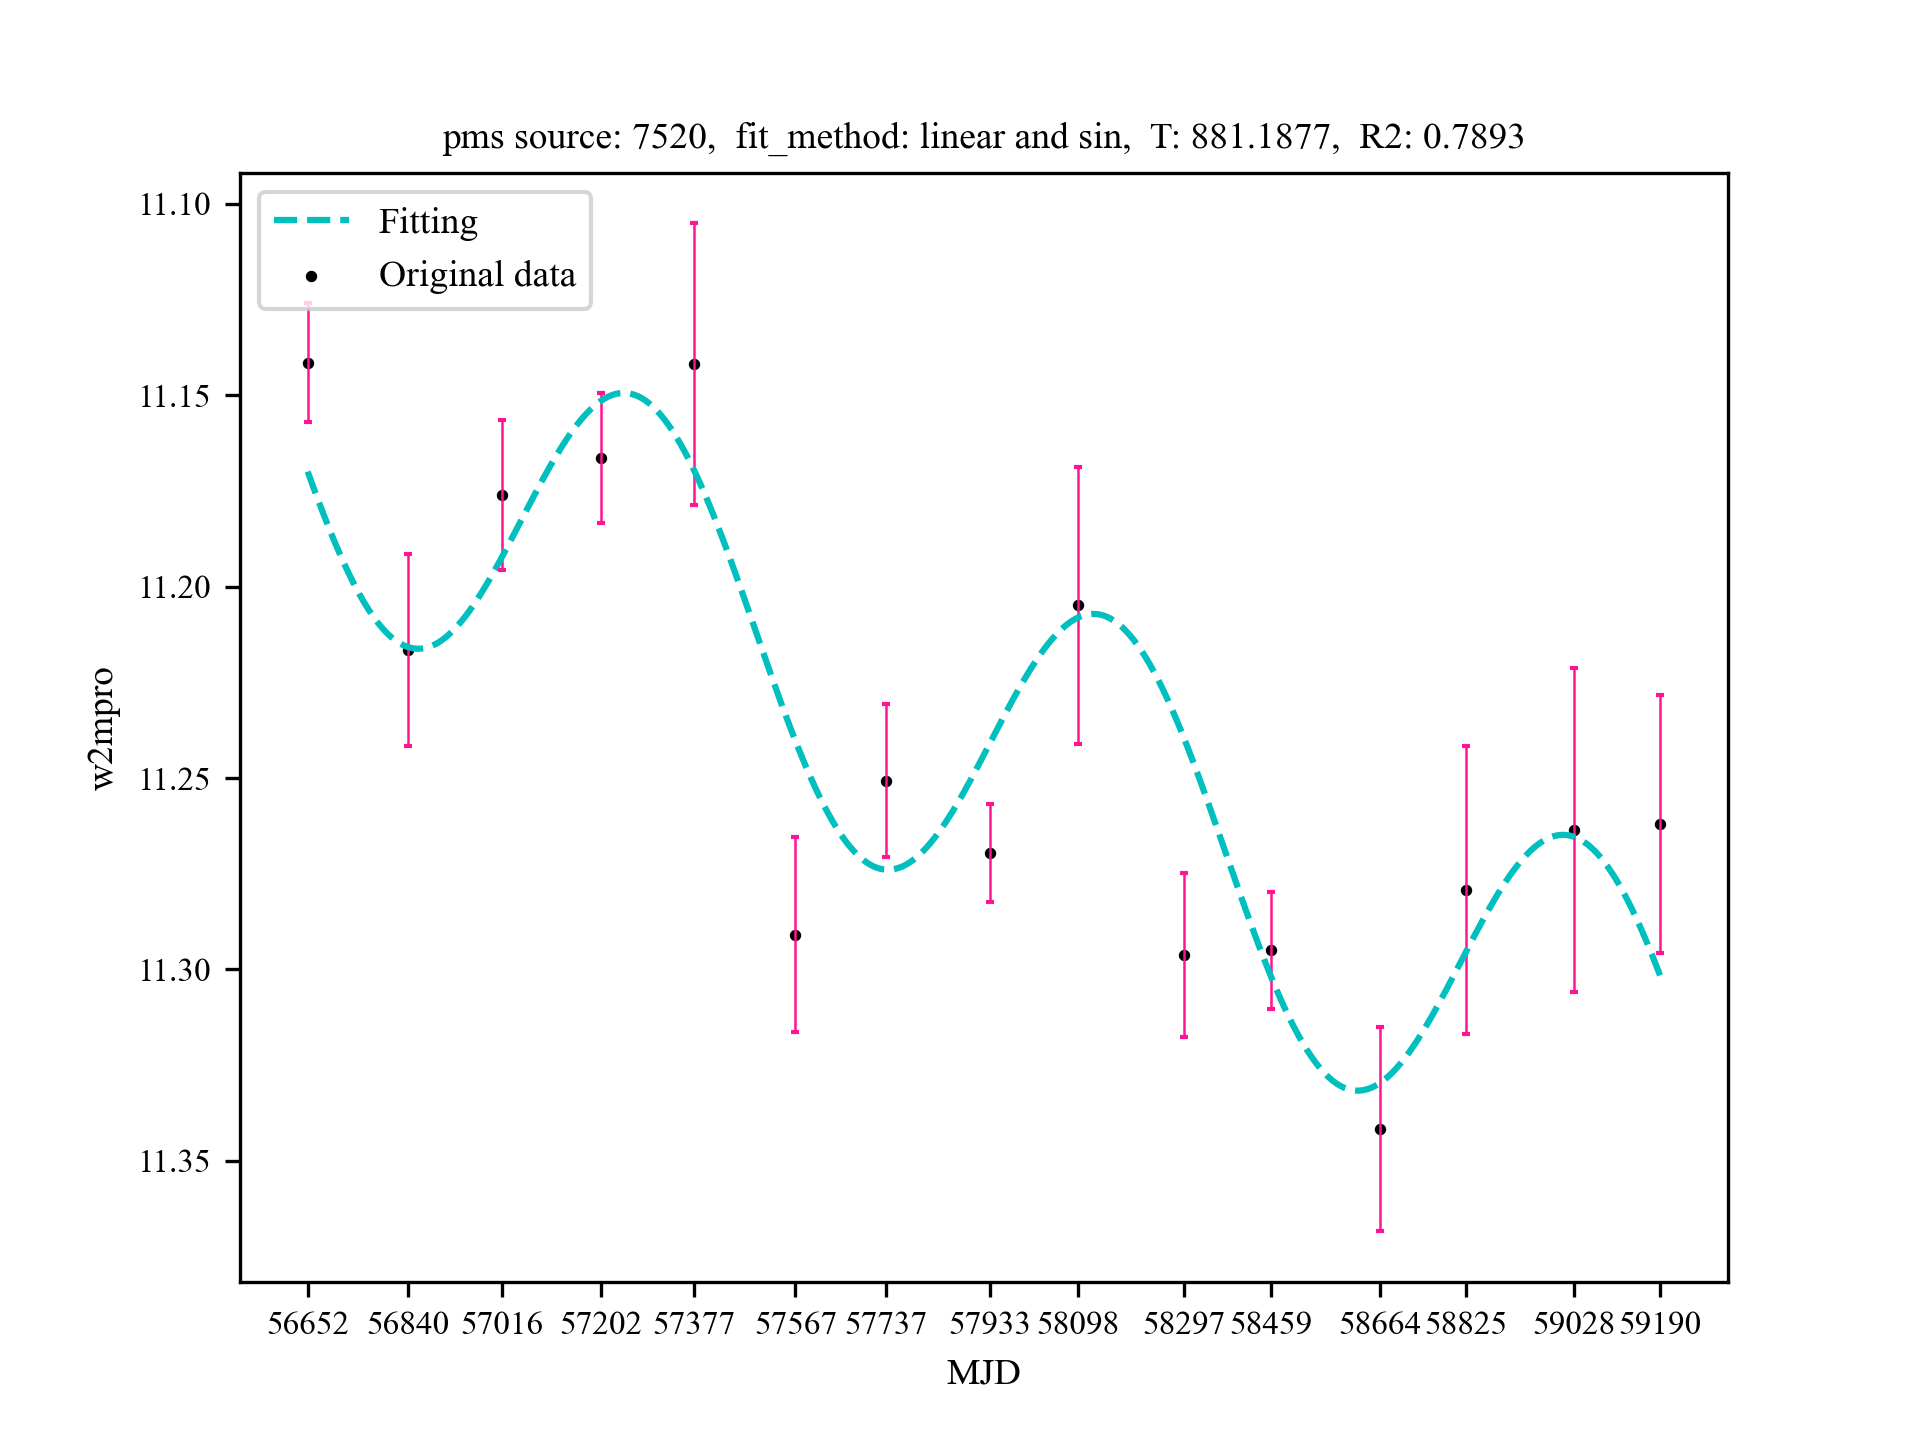 pms source: 7520, fit_method: linear and sin, T: 881.1877, R2: 0.7893
Fitting
Original data
11.10
11.15
11.20
11.25
11.30
11.35
w2mpro
56652 56840 57016 57202 57377 57567 57737 57933 58098 58297 58459 58664 58825 59028 59190
MJD